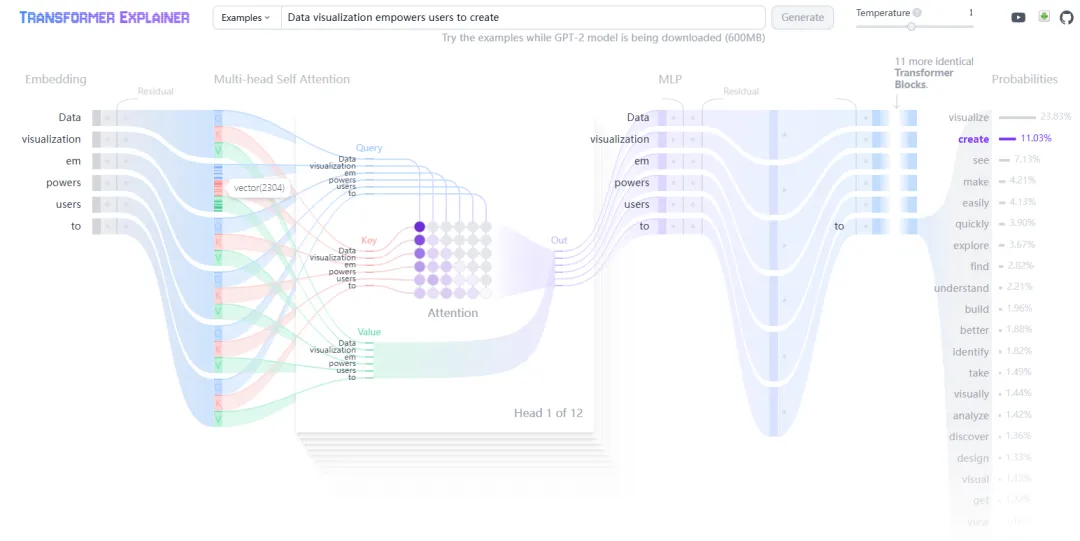 TRANSFORMER EXPLAINER
Examples
Data visualization empowers users to create
Generate
Temperature
1
Try the examples while GPT-2 model is being downloaded (600MB)
Embedding
Multi-head Self Attention
MLP
11 more identical
Transformer
Blocks.
Probabilities
Residual
Residual
Data
visualization
em
powers
users
to
Q
K
V
vector(2304)
Q
K
V
K
V
Q
K
V
Q
K
V
Query
Data
visualization
em
powers
users
to
Key
Data
visualization
em
powers
users
to
Value
Data
visualization
em
powers
users
to
Attention
Out
Head 1 of 12
Data
visualization
em
powers
users
to
to
visualize 23.83%
create 11.03%
see 7.13%
make 4.21%
easily 4.13%
quickly 3.90%
explore 3.67%
find 2.82%
understand 2.21%
build 1.96%
better 1.88%
identify 1.82%
take 1.49%
visually 1.44%
analyze 1.42%
discover 1.36%
design 1.33%
visual
get